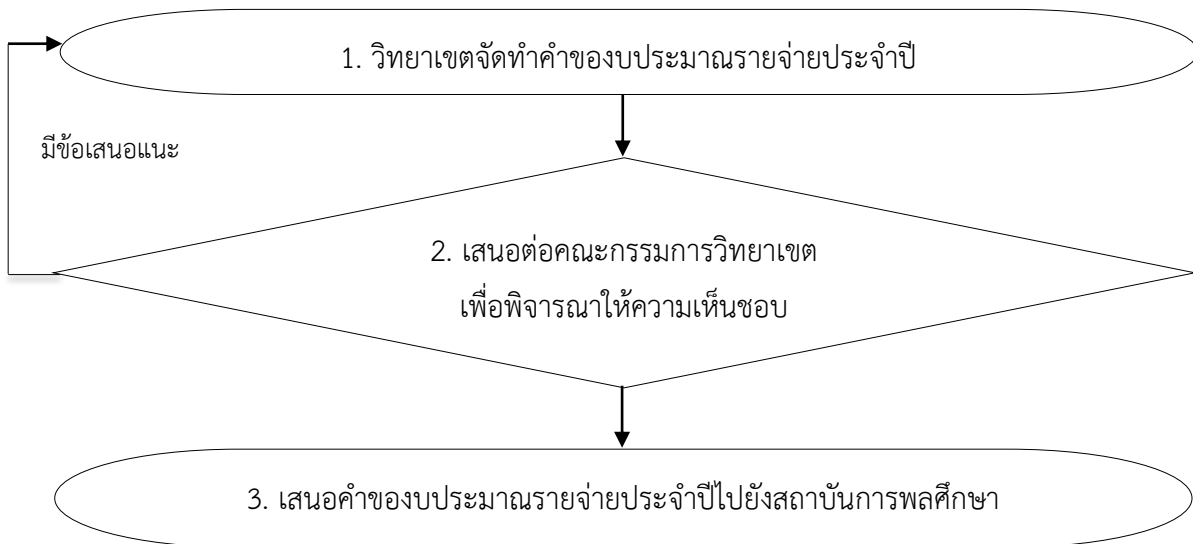 1. วิทยาเขตจัดทำคำของบประมาณรายจ่ายประจำปี
มีข้อเสนอแนะ
2. เสนอต่อคณะกรรมการวิทยาเขต
เพื่อพิจารณาให้ความเห็นชอบ
3. เสนอคำของบประมาณรายจ่ายประจำปีไปยังสถาบันการพลศึกษา